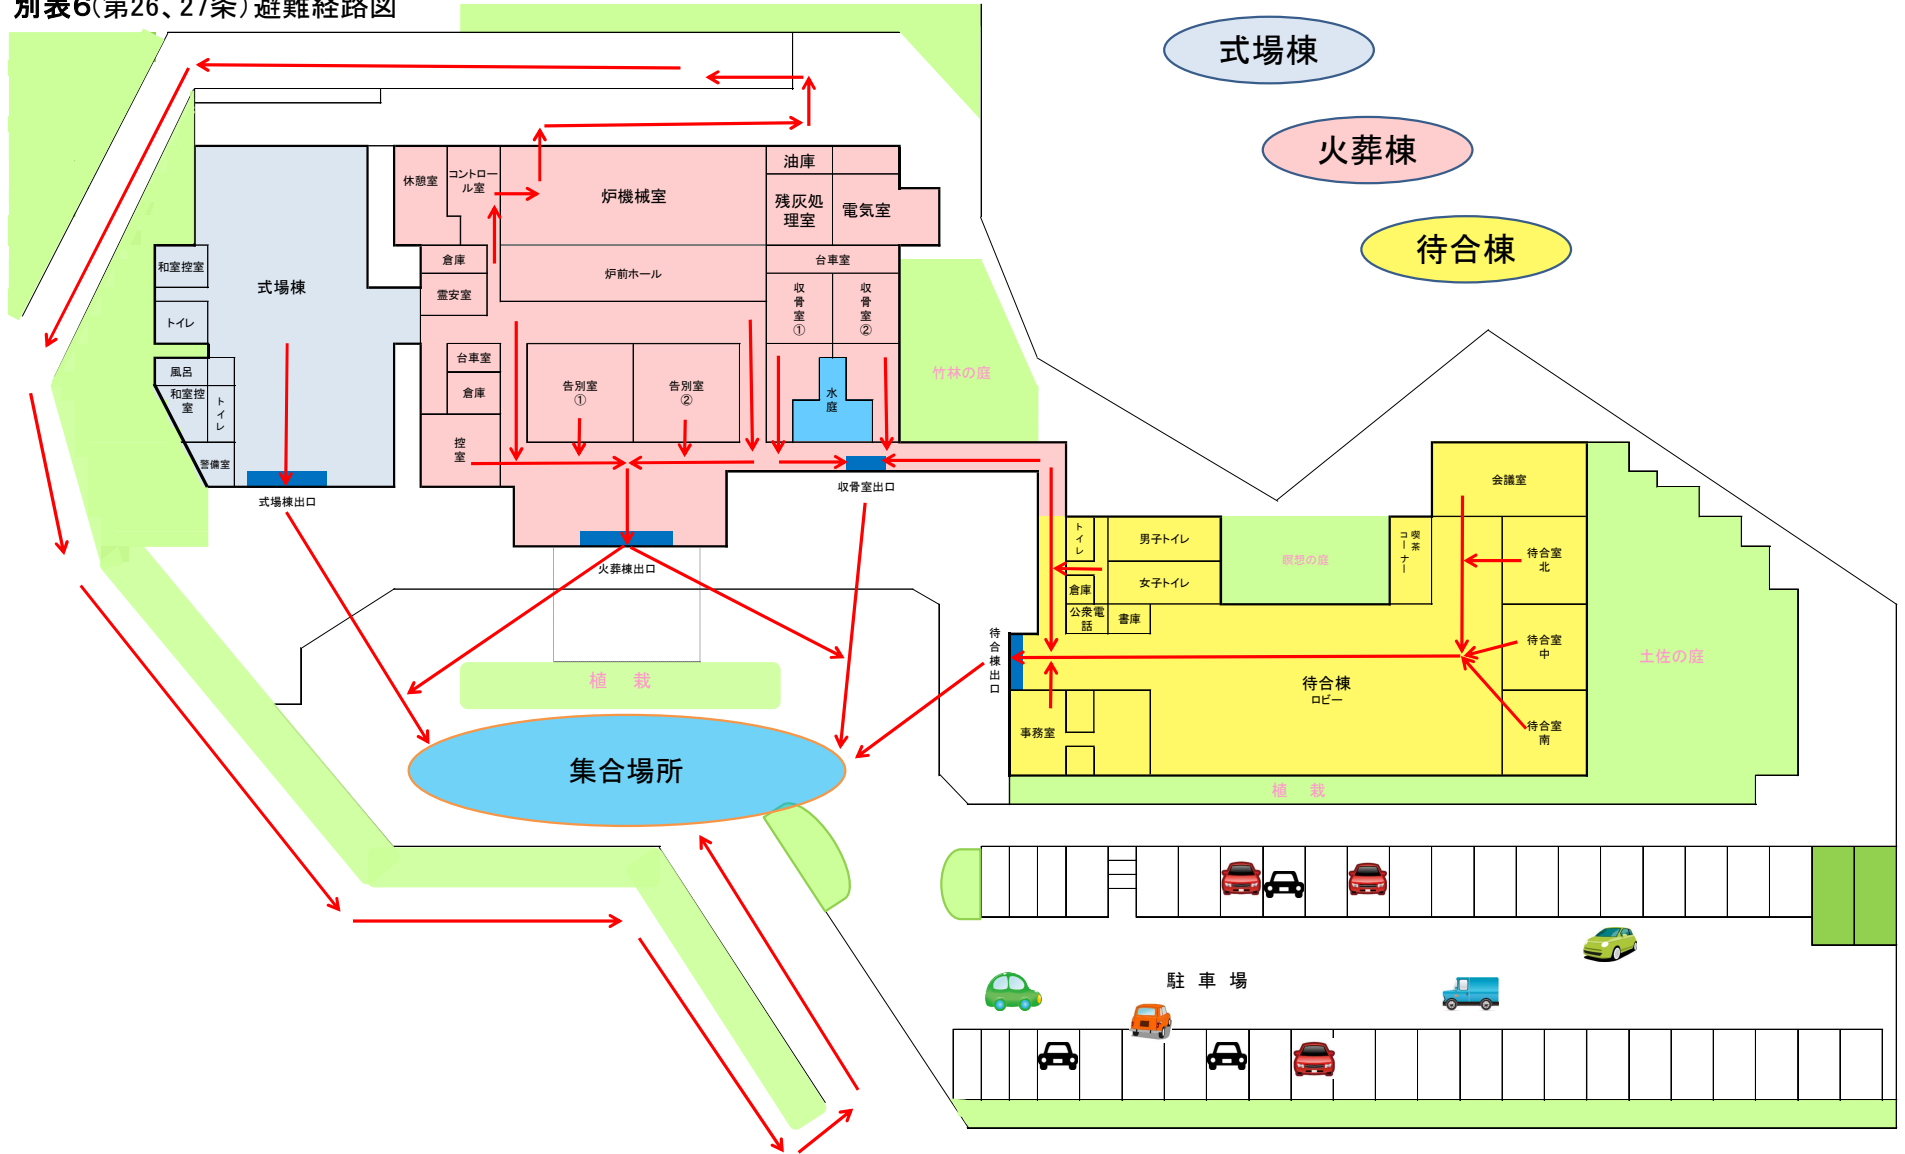 別表6(第26、27条)避難経路図
式場棟
火葬棟
待合棟
休憩室
コントロー
ル室
炉機械室
油庫
残灰処
理室
電気室
和室控室
式場棟
倉庫
炉前ホール
台車室
霊安室
収骨室①
収骨室②
トイレ
台車室
風呂
和室控
室
トイレ
倉庫
告別室
①
告別室
②
水庭
竹林の庭
控室
警備室
式場棟出口
収骨室出口
火葬棟出口
会議室
トイレ
男子トイレ
瞑想の庭
喫茶
コーナー
待合室
北
女子トイレ
倉庫
公衆電
話
書庫
待合棟出口
待合室
中
土佐の庭
植 栽
待合棟
ロビー
事務室
待合室
南
集合場所
植 栽
駐 車 場